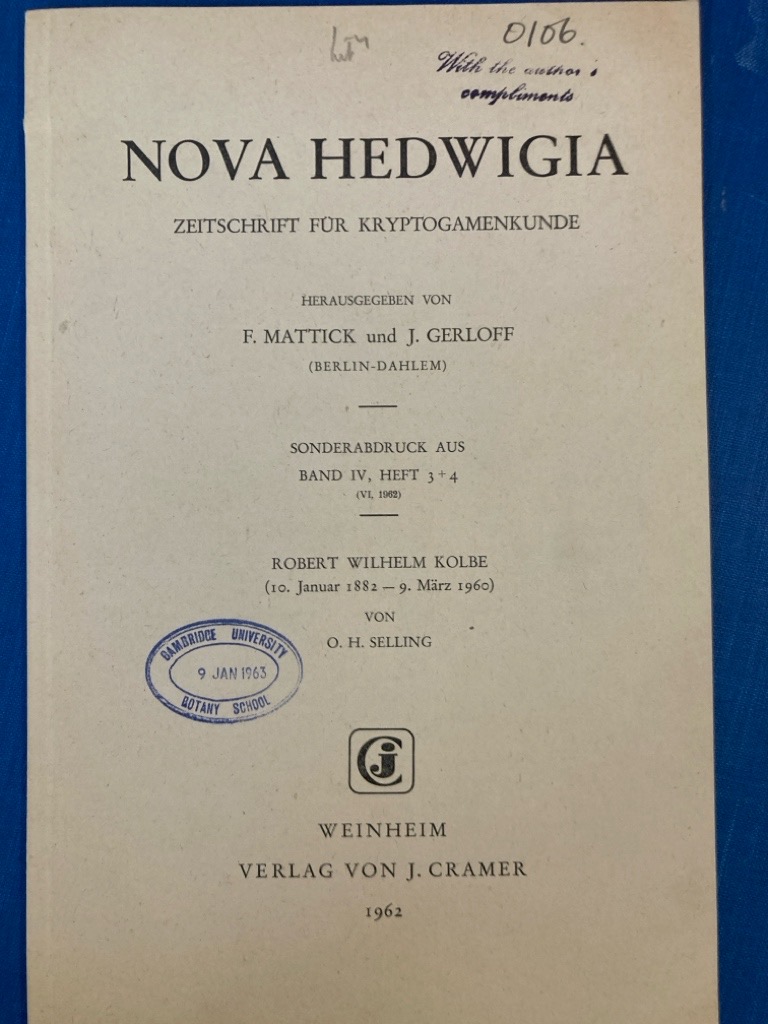 0106.
With the author's
compliments
NOVA HEDWIGIA
ZEITSCHRIFT FÜR KRYPTOGAMENKUNDE
HERAUSGEGEBEN VON
F. MATTICK und J. GERLOFF
(BERLIN-DAHLEM)
SONDERABDRUCK AUS
BAND IV, HEFT 3+4
(VI, 1962)
ROBERT WILHELM KOLBE
(10. Januar 1882 — 9. März 1960)
VON
O. H. SELLING
CAMBRIDGE UNIVERSITY
9 JAN 1963
BOTANY SCHOOL
WEINHEIM
VERLAG VON J. CRAMER
1962